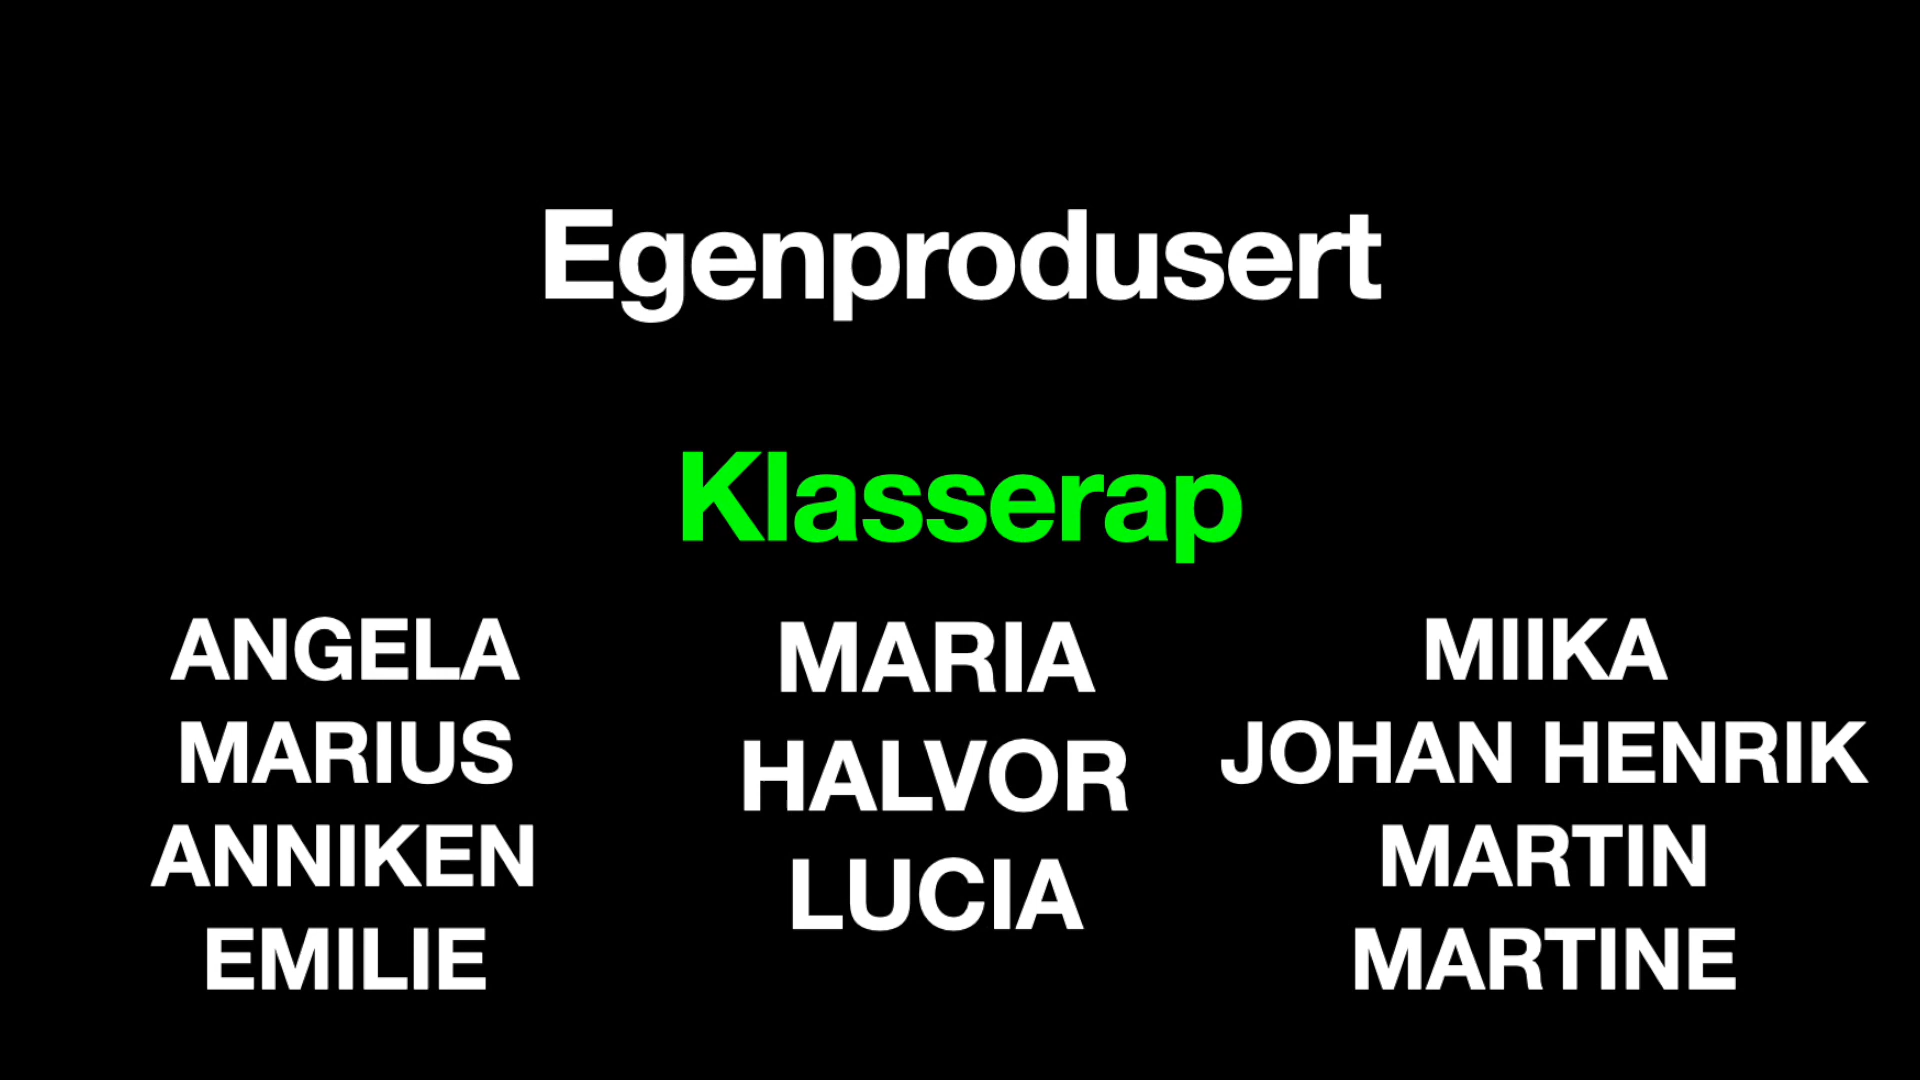 Egenprodusert
Klasserap
ANGELA
MARIUS
ANNIKEN
EMILIE
MARIA
HALVOR
LUCIA
MIIKA
JOHAN HENRIK
MARTIN
MARTINE